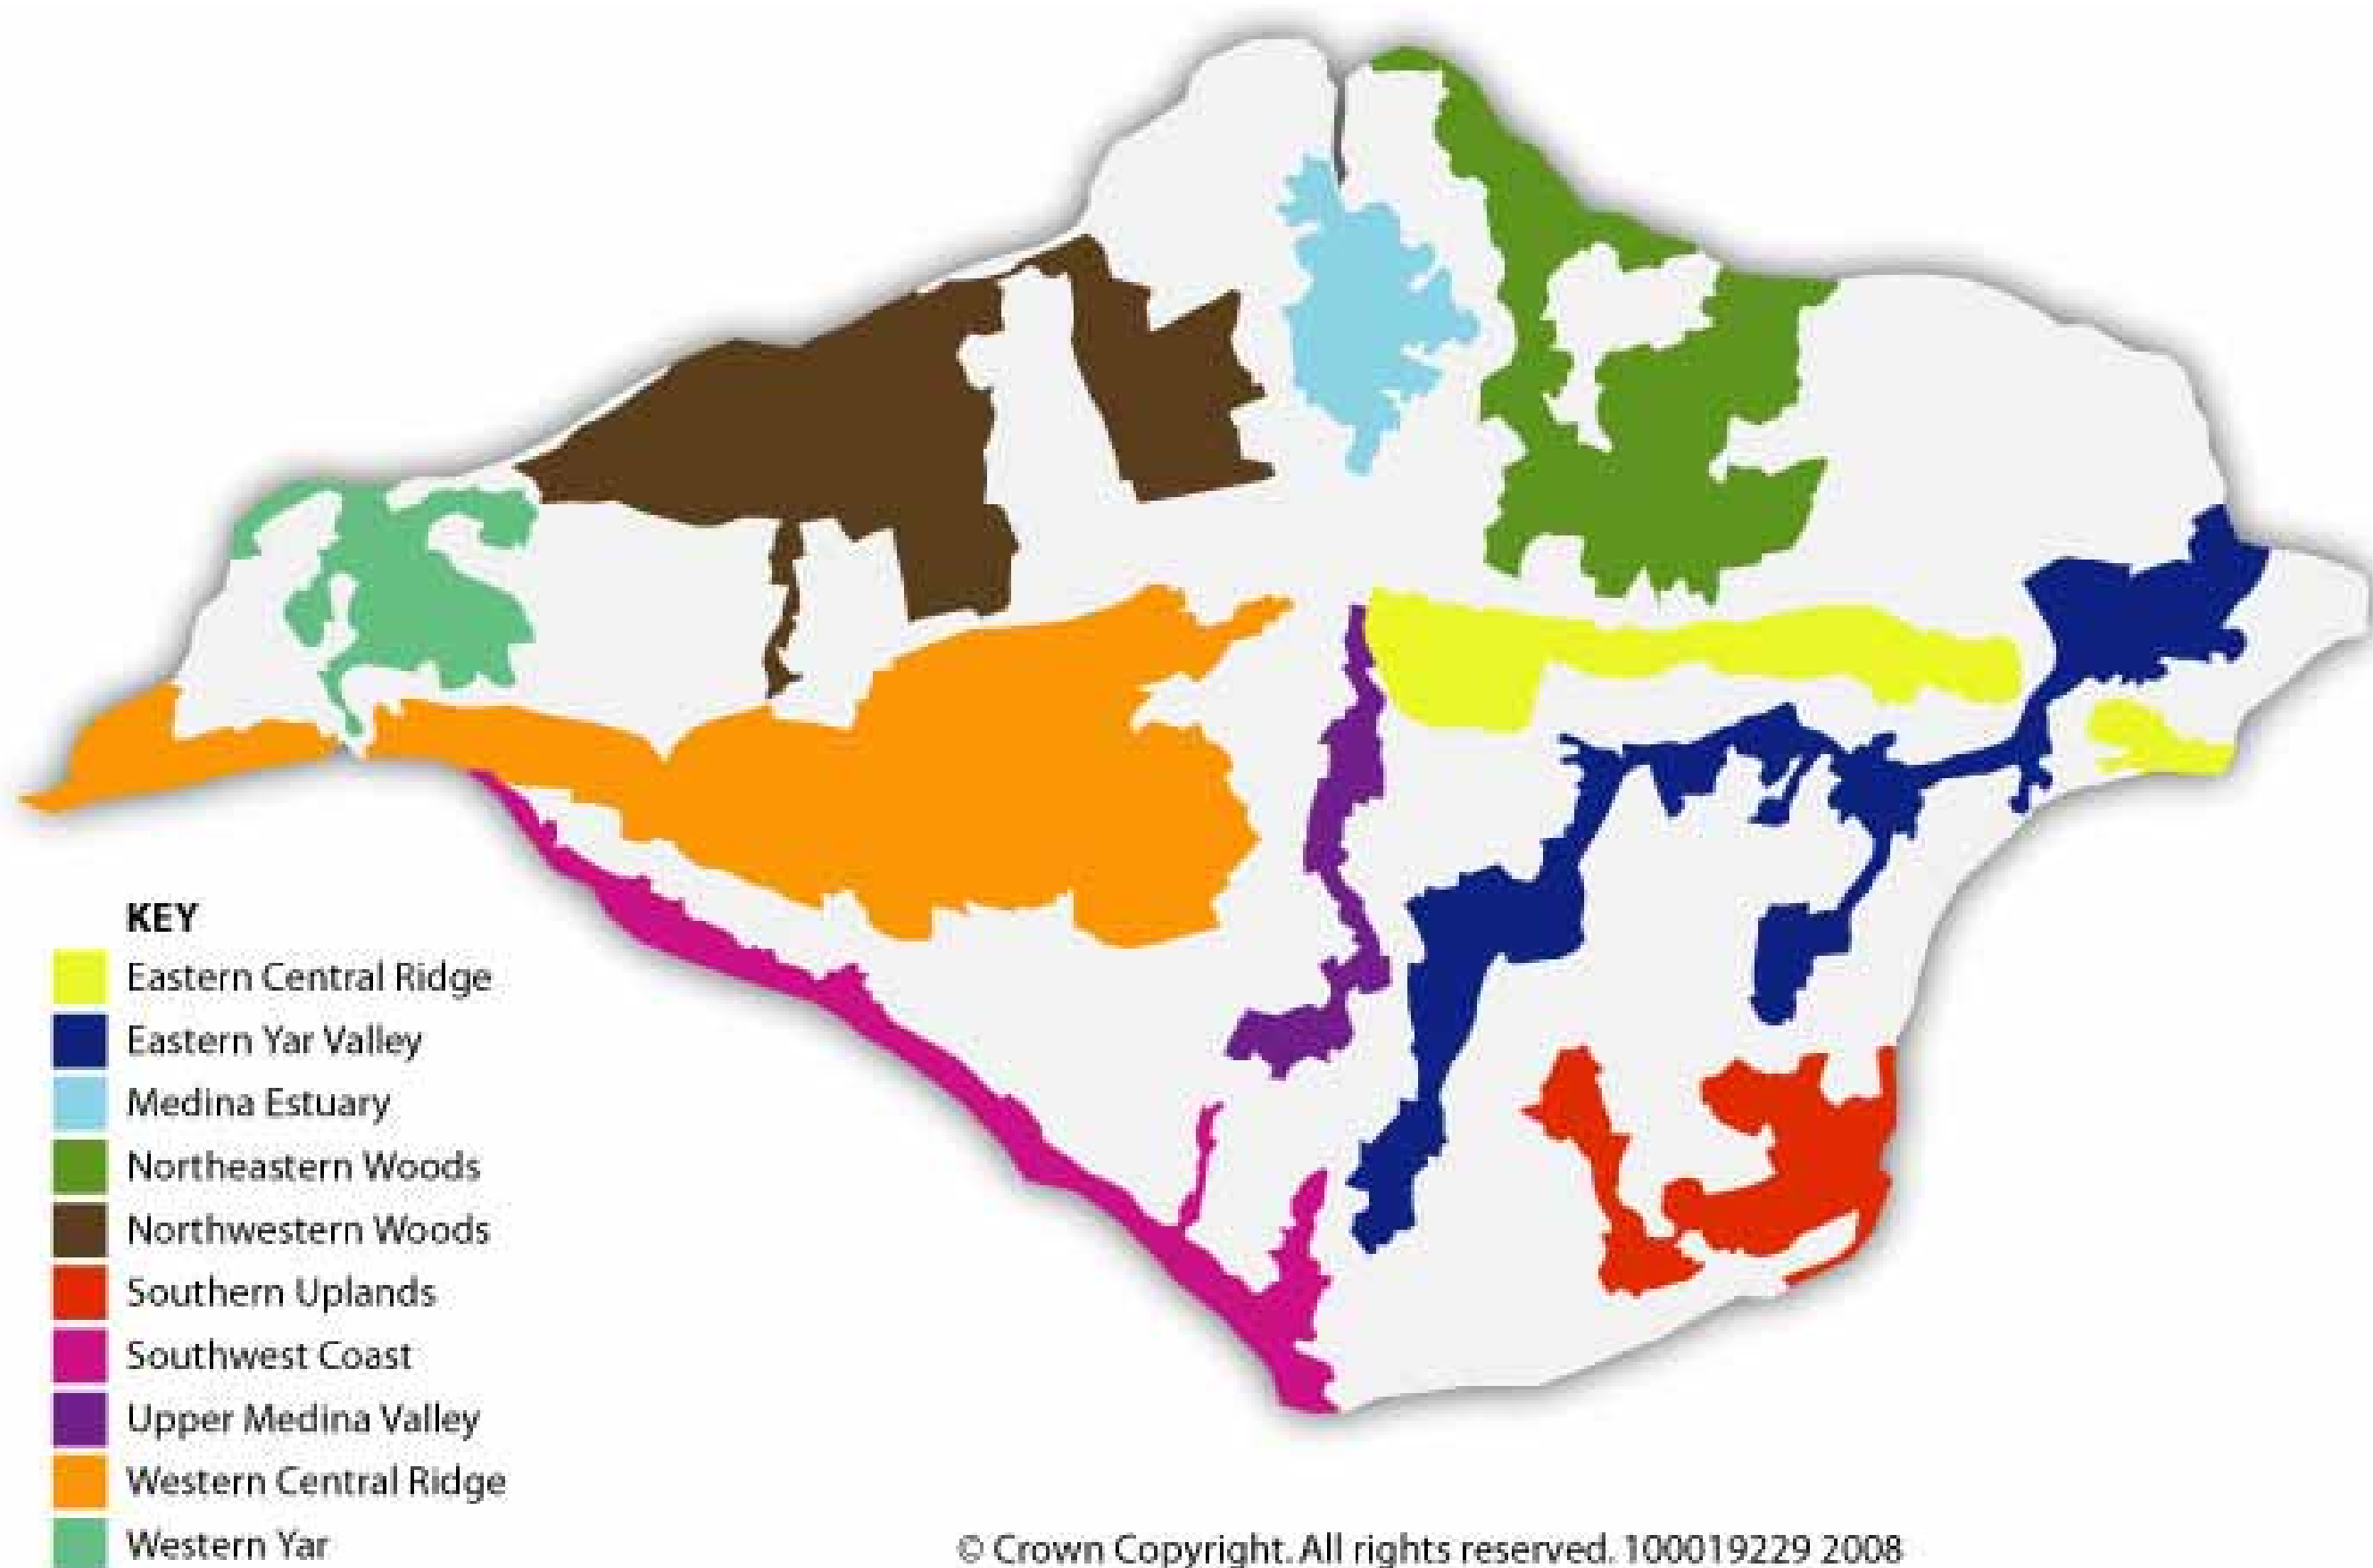 KEY
Eastern Central Ridge
Eastern Yar Valley
Medina Estuary
Northeastern Woods
Northwestern Woods
Southern Uplands
Southwest Coast
Upper Medina Valley
Western Central Ridge
Western Yar
© Crown Copyright. All rights reserved. 100019229 2008